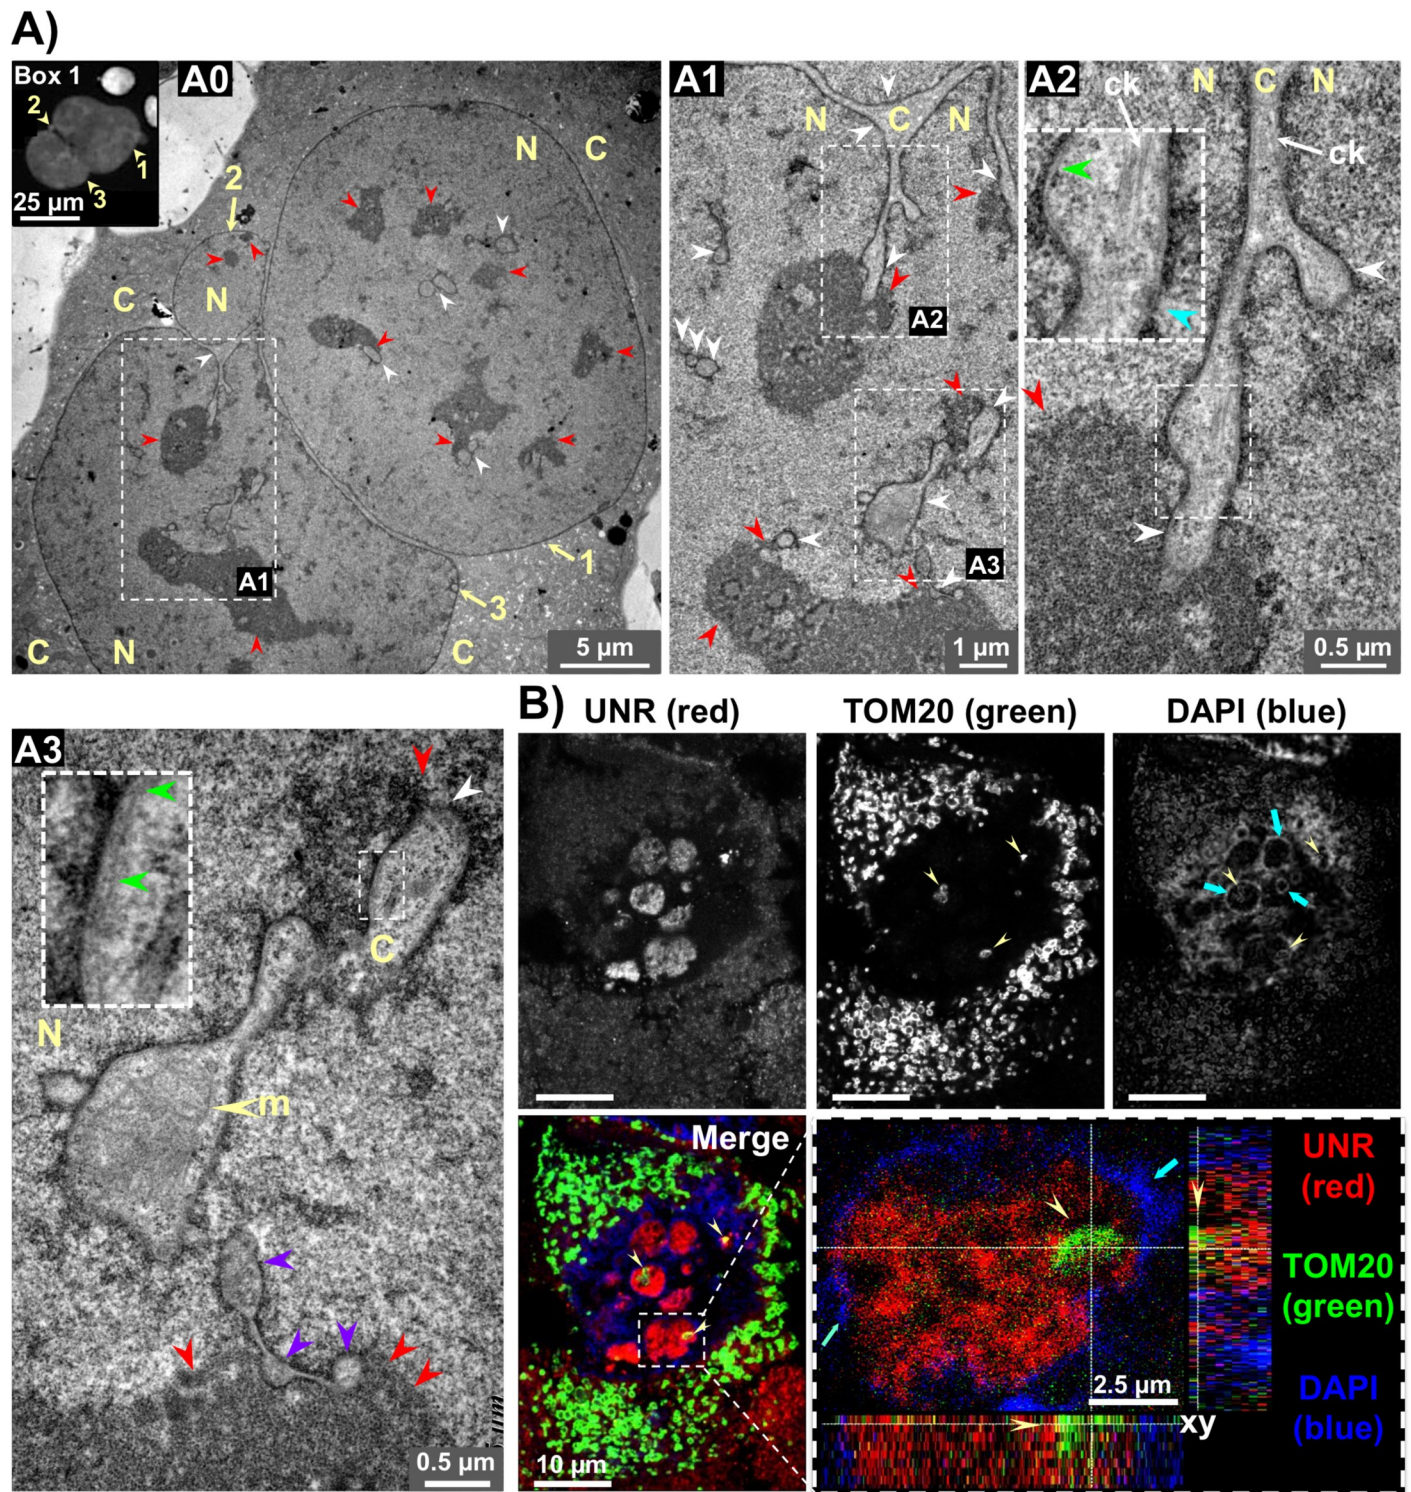 A)
Box 1
A0
2
1
3
25 µm
2
N
C
C
N
1
A1
3
C
N
C
5 µm
A1
N
C
N
A2
A3
1 µm
A2
ck
N
C
N
ck
0.5 µm
A3
C
N
m
0.5 µm
B)
UNR (red)
TOM20 (green)
DAPI (blue)
Merge
10 µm
UNR
(red)
TOM20
(green)
DAPI
(blue)
2.5 µm
xy